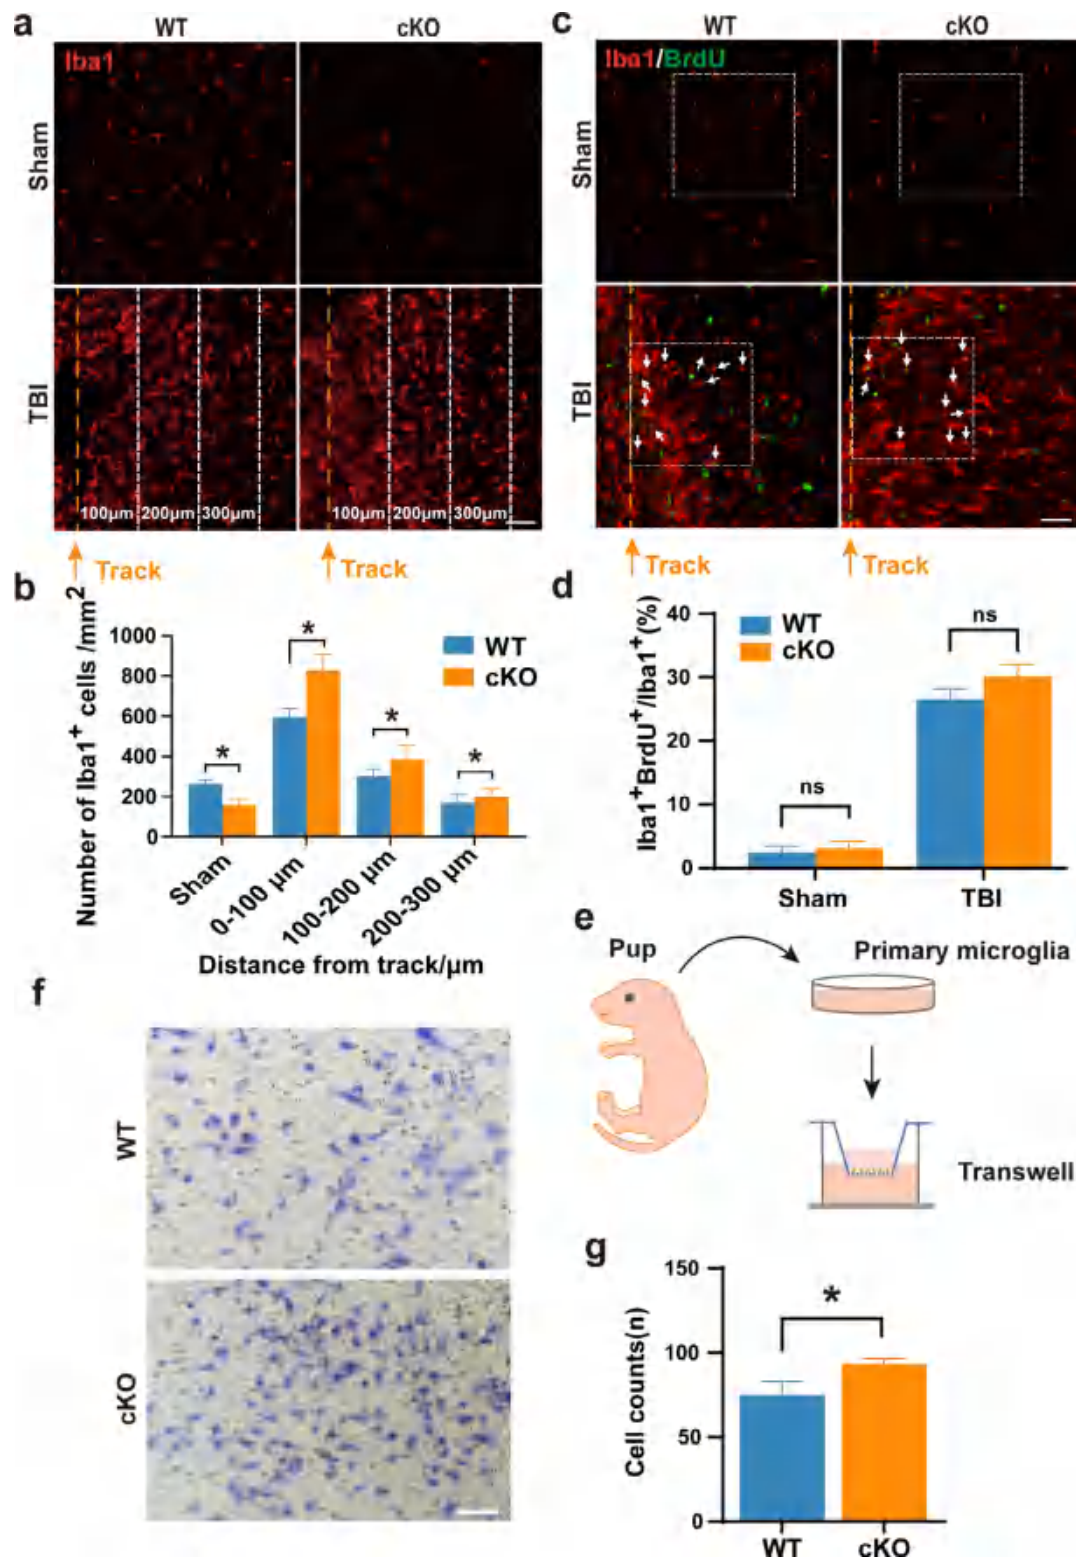 a
WT
cKO
Iba1
Sham
TBI
100μm 200μm 300μm
100μm 200μm 300μm
Track
Track
b
Number of Iba1+ cells /mm2
1000
800
600
400
200
0
WT
cKO
*
*
*
*
Sham
0-100 μm
100-200 μm
200-300 μm
Distance from track/μm
c
WT
cKO
Iba1/BrdU
Sham
TBI
Track
Track
d
Iba1+BrdU+/Iba1+(%)
40
30
20
10
0
WT
cKO
ns
ns
Sham
TBI
e
Pup
Primary microglia
Transwell
f
WT
cKO
g
Cell counts(n)
150
100
50
0
*
WT
cKO